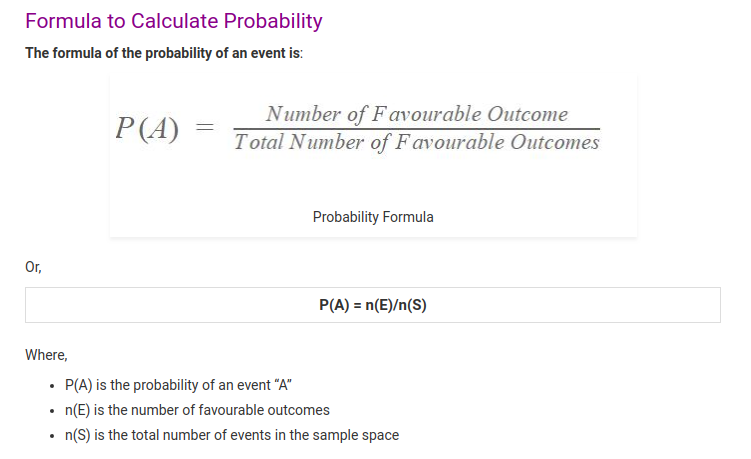 Formula to Calculate Probability
The formula of the probability of an event is:
P(A) = Number of Favourable Outcome / Total Number of Favourable Outcomes
Probability Formula
Or,
P(A) = n(E)/n(S)
Where,
• P(A) is the probability of an event “A”
• n(E) is the number of favourable outcomes
• n(S) is the total number of events in the sample space